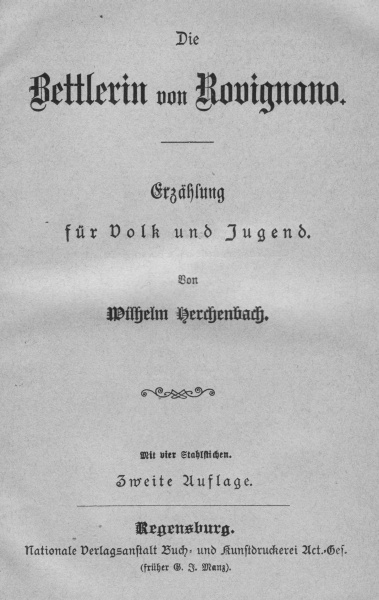 Die
Bettlerin von Rovignano.
Erzählung
für Volk und Jugend.
Von
Wilhelm Herchenbach.
Mit vier Stahlstichen.
Zweite Auflage.
Regensburg.
Nationale Verlagsanstalt Buch- und Kunstdruckerei Act.-Ges.
(früher G. J. Manz).